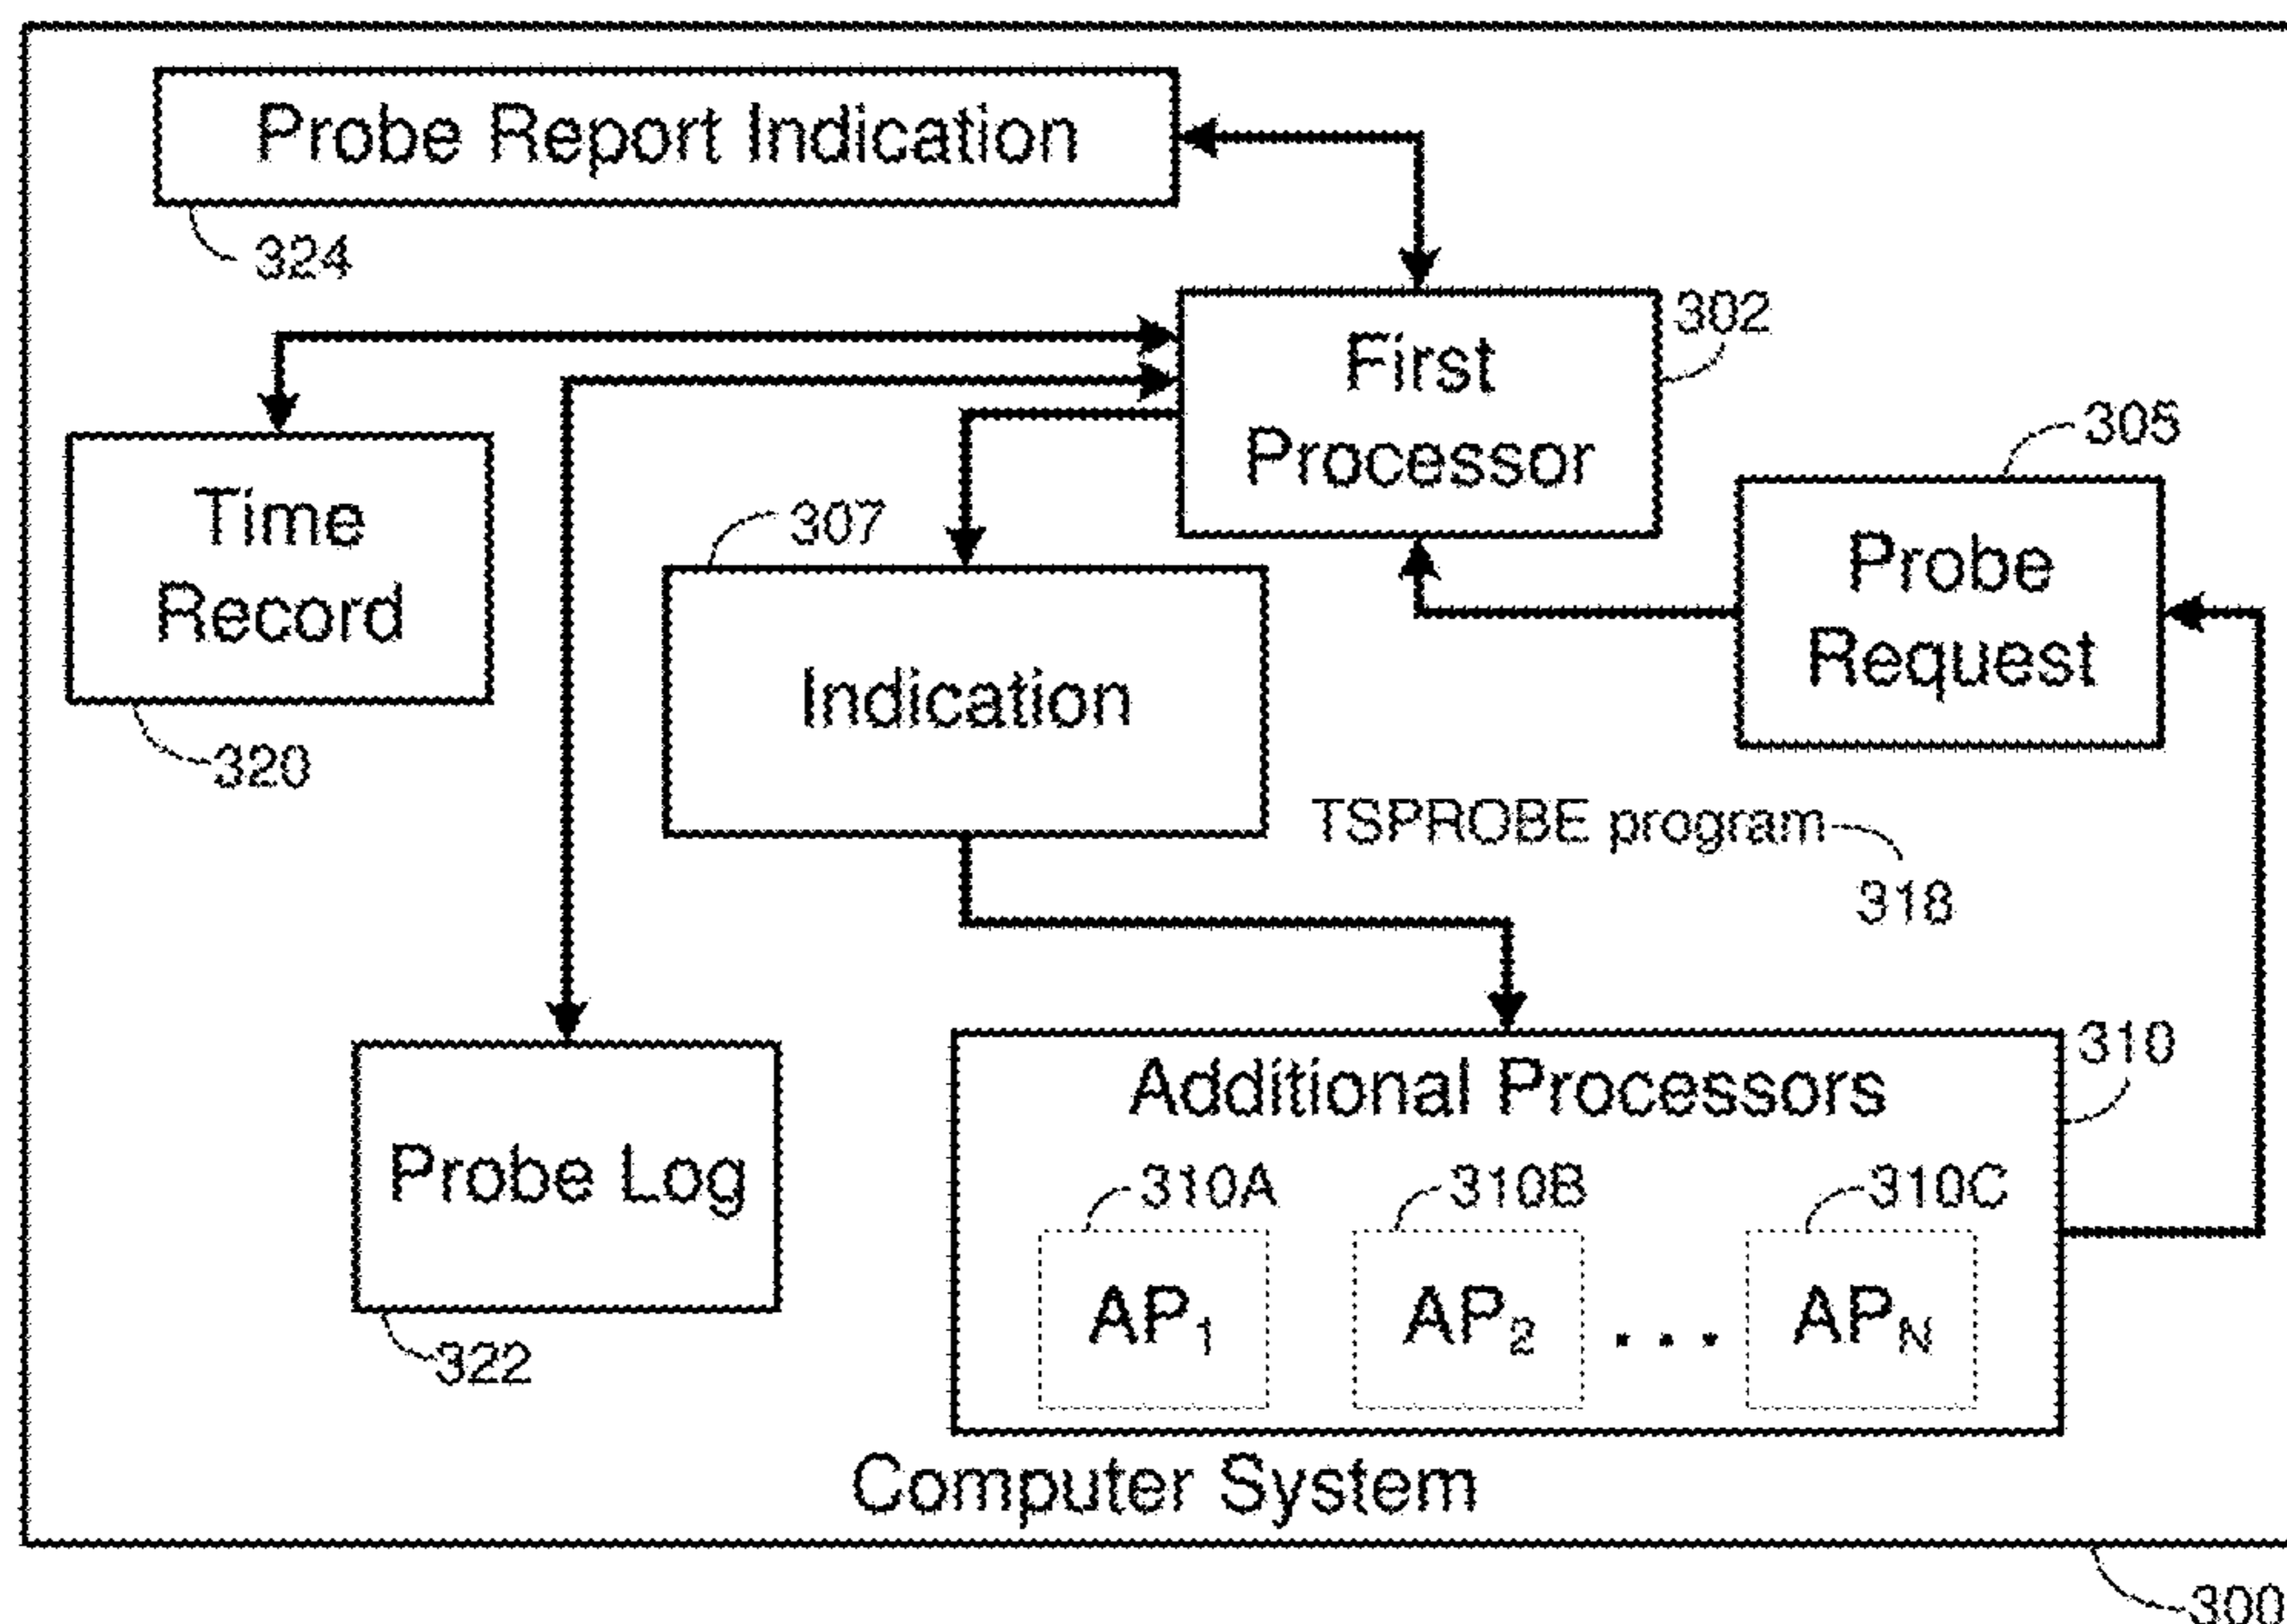 Probe Report Indication
324
302
First
Processor
305
Time
Record
307
Probe
Request
Indication
320
TSPROBE program
318
310
Additional Processors
Probe Log
310A
310B
310C
AP1
AP2
...
APN
322
Computer System
300